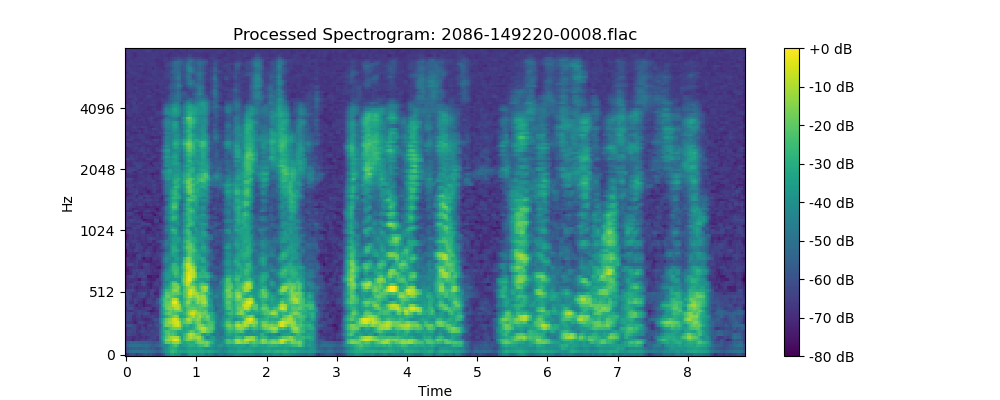 Processed Spectrogram: 2086-149220-0008.flac
Hz
4096
2048
1024
512
0
0 1 2 3 4 5 6 7 8
Time
+0 dB
-10 dB
-20 dB
-30 dB
-40 dB
-50 dB
-60 dB
-70 dB
-80 dB